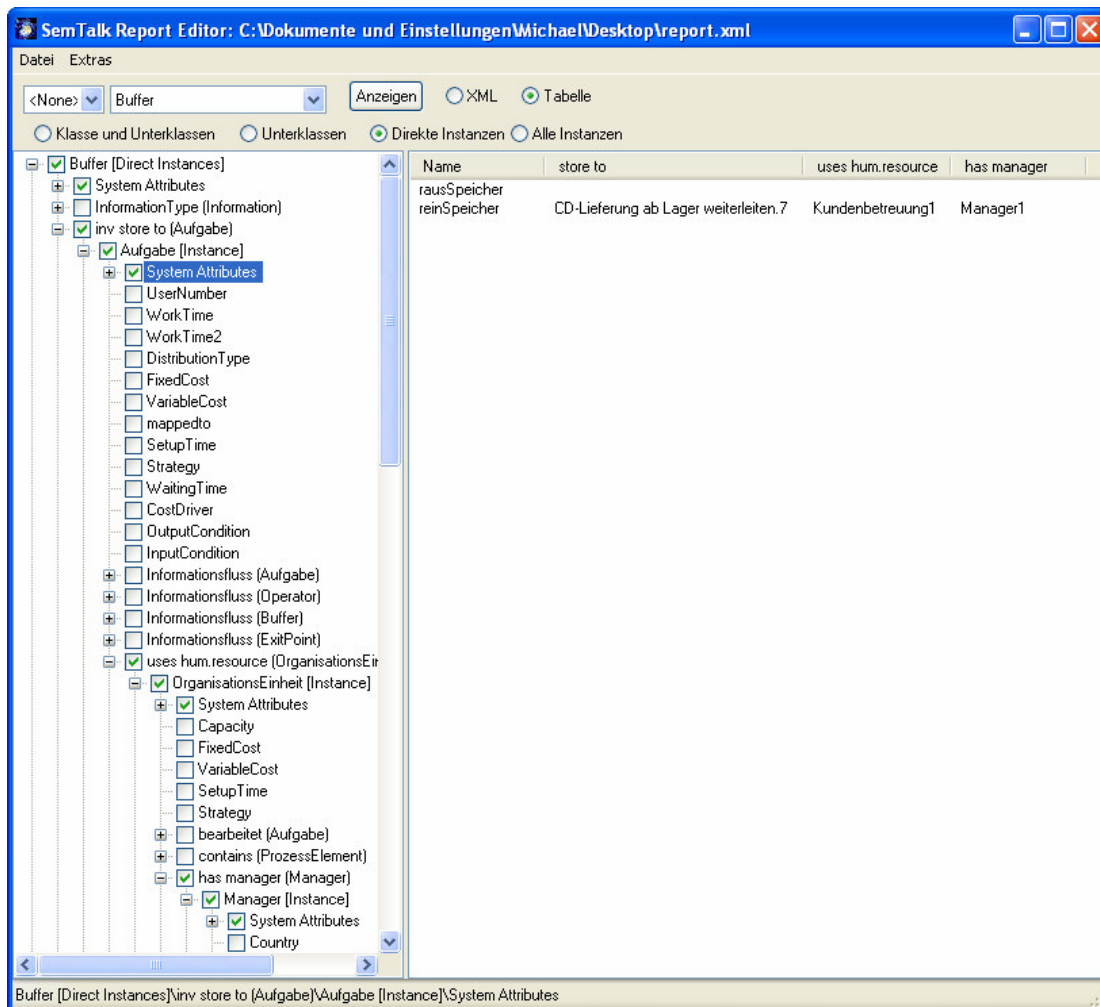 SemTalk Report Editor: C:\Dokumente und Einstellungen\Michael\Desktop\report.xml
Datei Extras
<None> Buffer Anzeigen XML Tabelle
Klasse und Unterklassen Unterklassen Direkte Instanzen Alle Instanzen
Buffer [Direct Instances]
System Attributes
InformationType (Information)
inv store to (Aufgabe)
Aufgabe [Instance]
System Attributes
UserNumber
WorkTime
WorkTime2
DistributionType
FixedCost
VariableCost
mappedto
SetupTime
Strategy
WaitingTime
CostDriver
OutputCondition
InputCondition
Informationsfluss (Aufgabe)
Informationsfluss (Operator)
Informationsfluss (Buffer)
Informationsfluss (ExitPoint)
uses hum.resource (OrganisationsEir
OrganisationsEinheit [Instance]
System Attributes
Capacity
FixedCost
VariableCost
SetupTime
Strategy
bearbeitet (Aufgabe)
contains (ProzessElement)
has manager (Manager)
Manager [Instance]
System Attributes
Country
Name store to uses hum.resource has manager
rausSpeicher
reinSpeicher CD-Lieferung ab Lager weiterleiten.7 Kundenbetreuung1 Manager1
Buffer [Direct Instances]\inv store to (Aufgabe)\Aufgabe [Instance]\System Attributes